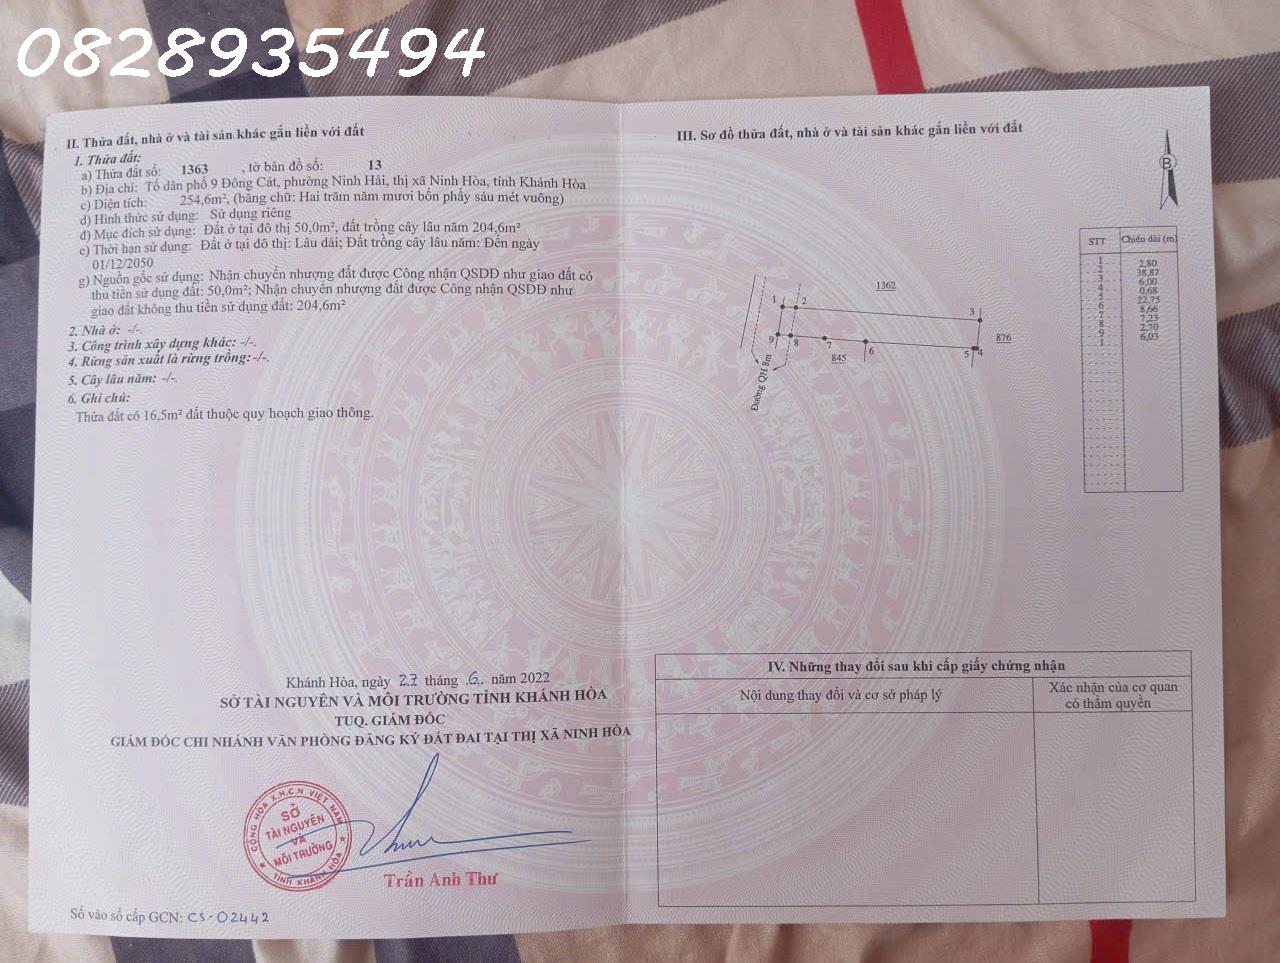 0828935494
II. Thửa đất, nhà ở và tài sản khác gắn liền với đất
1. Thửa đất:
a) Thửa đất số: 1363 , tờ bản đồ số: 13
b) Địa chỉ: Tổ dân phố 9 Đông Cát, phường Ninh Hải, thị xã Ninh Hòa, tỉnh Khánh Hòa
c) Diện tích: 254,6m², (bằng chữ: Hai trăm năm mươi bốn phẩy sáu mét vuông)
d) Hình thức sử dụng: Sử dụng riêng
đ) Mục đích sử dụng: Đất ở tại đô thị 50,0m², đất trồng cây lâu năm 204,6m²
e) Thời hạn sử dụng: Đất ở tại đô thị: Lâu dài; Đất trồng cây lâu năm: Đến ngày
01/12/2050
g) Nguồn gốc sử dụng: Nhận chuyển nhượng đất được Công nhận QSDĐ như giao đất có
thu tiền sử dụng đất: 50,0m²; Nhận chuyển nhượng đất được Công nhận QSDĐ như
giao đất không thu tiền sử dụng đất: 204,6m²
2. Nhà ở: -/-.
3. Công trình xây dựng khác: -/-.
4. Rừng sản xuất là rừng trồng: -/-.
5. Cây lâu năm: -/-.
6. Ghi chú:
Thửa đất có 16,5m² đất thuộc quy hoạch giao thông.
Khánh Hòa, ngày 27 tháng .6.. năm 2022
SỞ TÀI NGUYÊN VÀ MÔI TRƯỜNG TỈNH KHÁNH HÒA
TUQ. GIÁM ĐỐC
GIÁM ĐỐC CHI NHÁNH VĂN PHÒNG ĐĂNG KÝ ĐẤT ĐAI TẠI THỊ XÃ NINH HÒA
CỘNG HÒA X.H.C.N VIỆT NAM
SỞ
TÀI NGUYÊN
VÀ
MÔI TRƯỜNG
TỈNH KHÁNH HÒA
Trần Anh Thư
Số vào sổ cấp GCN: CS-02442
III. Sơ đồ thửa đất, nhà ở và tài sản khác gắn liền với đất
B
STT Chiều dài (m)
1
2
3
4
5
6
7
8
9
1
2,80
38,87
6,00
0,68
22,75
8,66
7,23
2,70
6,03
1362
1 2
3
876
9 8 7 6 5 4
845
Đường QH 8m
IV. Những thay đổi sau khi cấp giấy chứng nhận
Nội dung thay đổi và cơ sở pháp lý
Xác nhận của cơ quan
có thẩm quyền